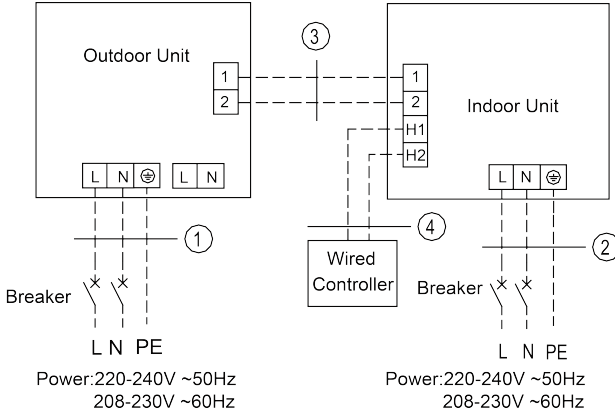 Outdoor Unit
1
2
L N
L N
3
1
2
H1
H2
Indoor Unit
L N
1
4
2
Wired
Controller
Breaker
Breaker
L N PE
L N PE
Power:220-240V ~50Hz
208-230V ~60Hz
Power:220-240V ~50Hz
208-230V ~60Hz